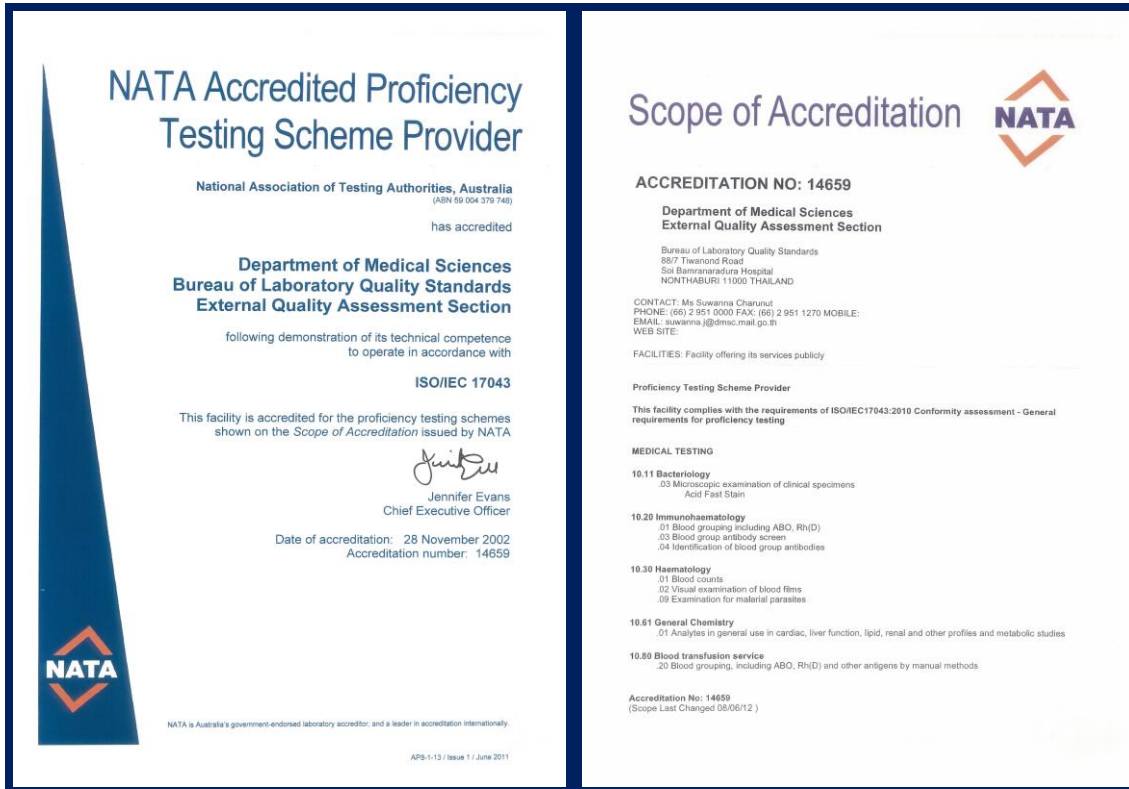 NATA Accredited Proficiency
Testing Scheme Provider
National Association of Testing Authorities, Australia
(ABN 59 004 379 748)
has accredited
Department of Medical Sciences
Bureau of Laboratory Quality Standards
External Quality Assessment Section
following demonstration of its technical competence
to operate in accordance with
ISO/IEC 17043
This facility is accredited for the proficiency testing schemes
shown on the Scope of Accreditation issued by NATA
Jennifer Evans
Chief Executive Officer
Date of accreditation: 28 November 2002
Accreditation number: 14659
NATA
NATA is Australia's government-endorsed laboratory accreditor, and a leader in accreditation internationally.
AP9-1-13 / Issue 1 / June 2011
Scope of Accreditation
NATA
ACCREDITATION NO: 14659
Department of Medical Sciences
External Quality Assessment Section
Bureau of Laboratory Quality Standards
88/7 Tiwanond Road
Soi Bamranaradura Hospital
NONTHABURI 11000 THAILAND
CONTACT: Ms Suwanna Charunut
PHONE: (66) 2 951 0000 FAX: (66) 2 951 1270 MOBILE:
EMAIL: suwanna.j@dmsc.mail.go.th
WEB SITE:
FACILITIES: Facility offering its services publicly
Proficiency Testing Scheme Provider
This facility complies with the requirements of ISO/IEC17043:2010 Conformity assessment - General
requirements for proficiency testing
MEDICAL TESTING
10.11 Bacteriology
.03 Microscopic examination of clinical specimens
Acid Fast Stain
10.20 Immunohaematology
.01 Blood grouping including ABO, Rh(D)
.03 Blood group antibody screen
.04 Identification of blood group antibodies
10.30 Haematology
.01 Blood counts
.02 Visual examination of blood films
.09 Examination for malarial parasites
10.61 General Chemistry
.01 Analytes in general use in cardiac, liver function, lipid, renal and other profiles and metabolic studies
10.80 Blood transfusion service
.20 Blood grouping, including ABO, Rh(D) and other antigens by manual methods
Accreditation No: 14659
(Scope Last Changed 08/06/12 )